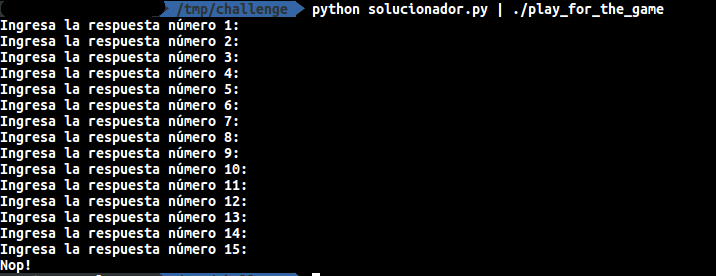 /tmp/challenge python solucionador.py | ./play_for_the_game
Ingresa la respuesta número 1:
Ingresa la respuesta número 2:
Ingresa la respuesta número 3:
Ingresa la respuesta número 4:
Ingresa la respuesta número 5:
Ingresa la respuesta número 6:
Ingresa la respuesta número 7:
Ingresa la respuesta número 8:
Ingresa la respuesta número 9:
Ingresa la respuesta número 10:
Ingresa la respuesta número 11:
Ingresa la respuesta número 12:
Ingresa la respuesta número 13:
Ingresa la respuesta número 14:
Ingresa la respuesta número 15:
Nop!